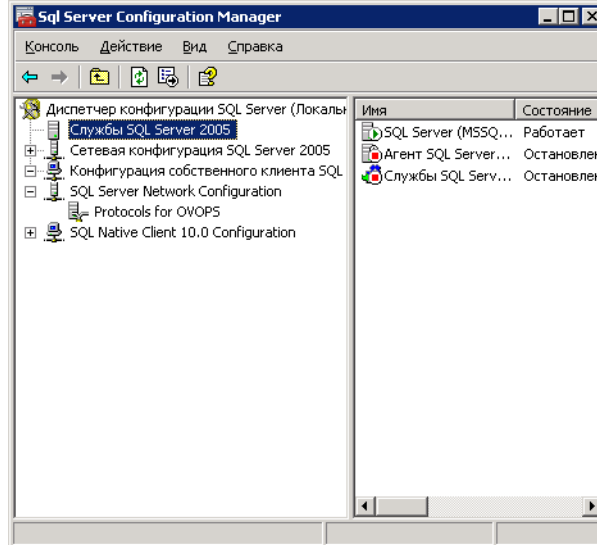 Sql Server Configuration Manager
Консоль Действие Вид Справка
Диспетчер конфигурации SQL Server (Локальн
Службы SQL Server 2005
Сетевая конфигурация SQL Server 2005
Конфигурация собственного клиента SQL
SQL Server Network Configuration
Protocols for OVOPS
SQL Native Client 10.0 Configuration
Имя Состояние
SQL Server (MSSQ... Работает
Агент SQL Server... Остановлен
Службы SQL Serv... Остановлен